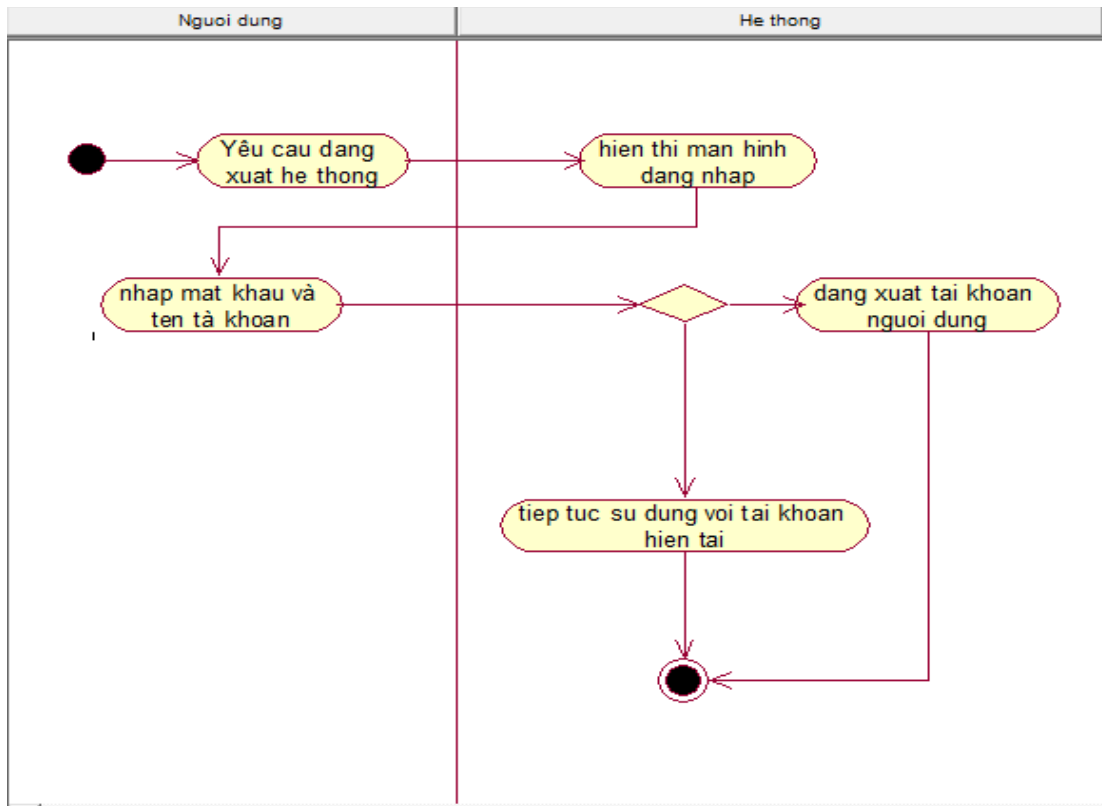 Nguoi dung
He thong
Yêu cau dang
xuat he thong
hien thi man hinh
dang nhap
nhap mat khau và
ten tà khoan
dang xuat tai khoan
nguoi dung
tiep tuc su dung voi tai khoan
hien tai